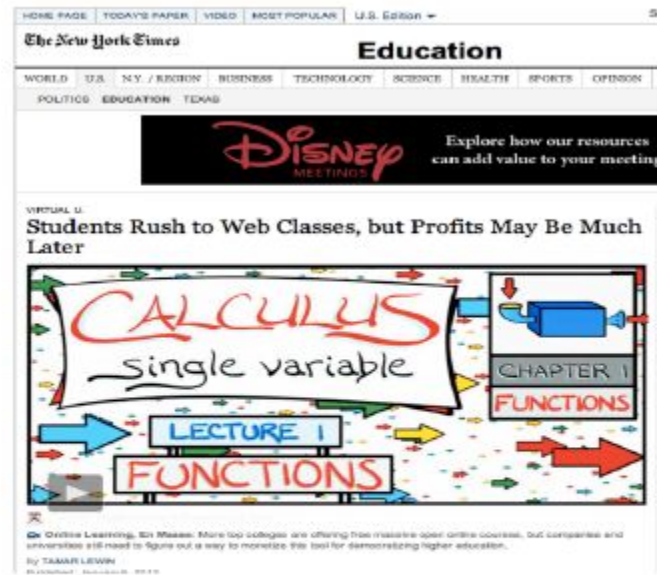 HOME PAGE TODAY'S PAPER VIDEO MOST POPULAR U.S. Edition
The New York Times
Education
WORLD U.S. N.Y. / REGION BUSINESS TECHNOLOGY SCIENCE HEALTH SPORTS OPINION
POLITICS EDUCATION TEXAS
DISNEY
MEETINGS
Explore how our resources
can add value to your meeting
VIRTUAL U.
Students Rush to Web Classes, but Profits May Be Much
Later
CALCULUS
single variable
CHAPTER 1
FUNCTIONS
LECTURE 1
FUNCTIONS
Online Learning, En Masse: More top colleges are offering free massive open online courses, but companies and
universities still need to figure out a way to monetize this tool for democratizing higher education.
By TAMAR LEWIN